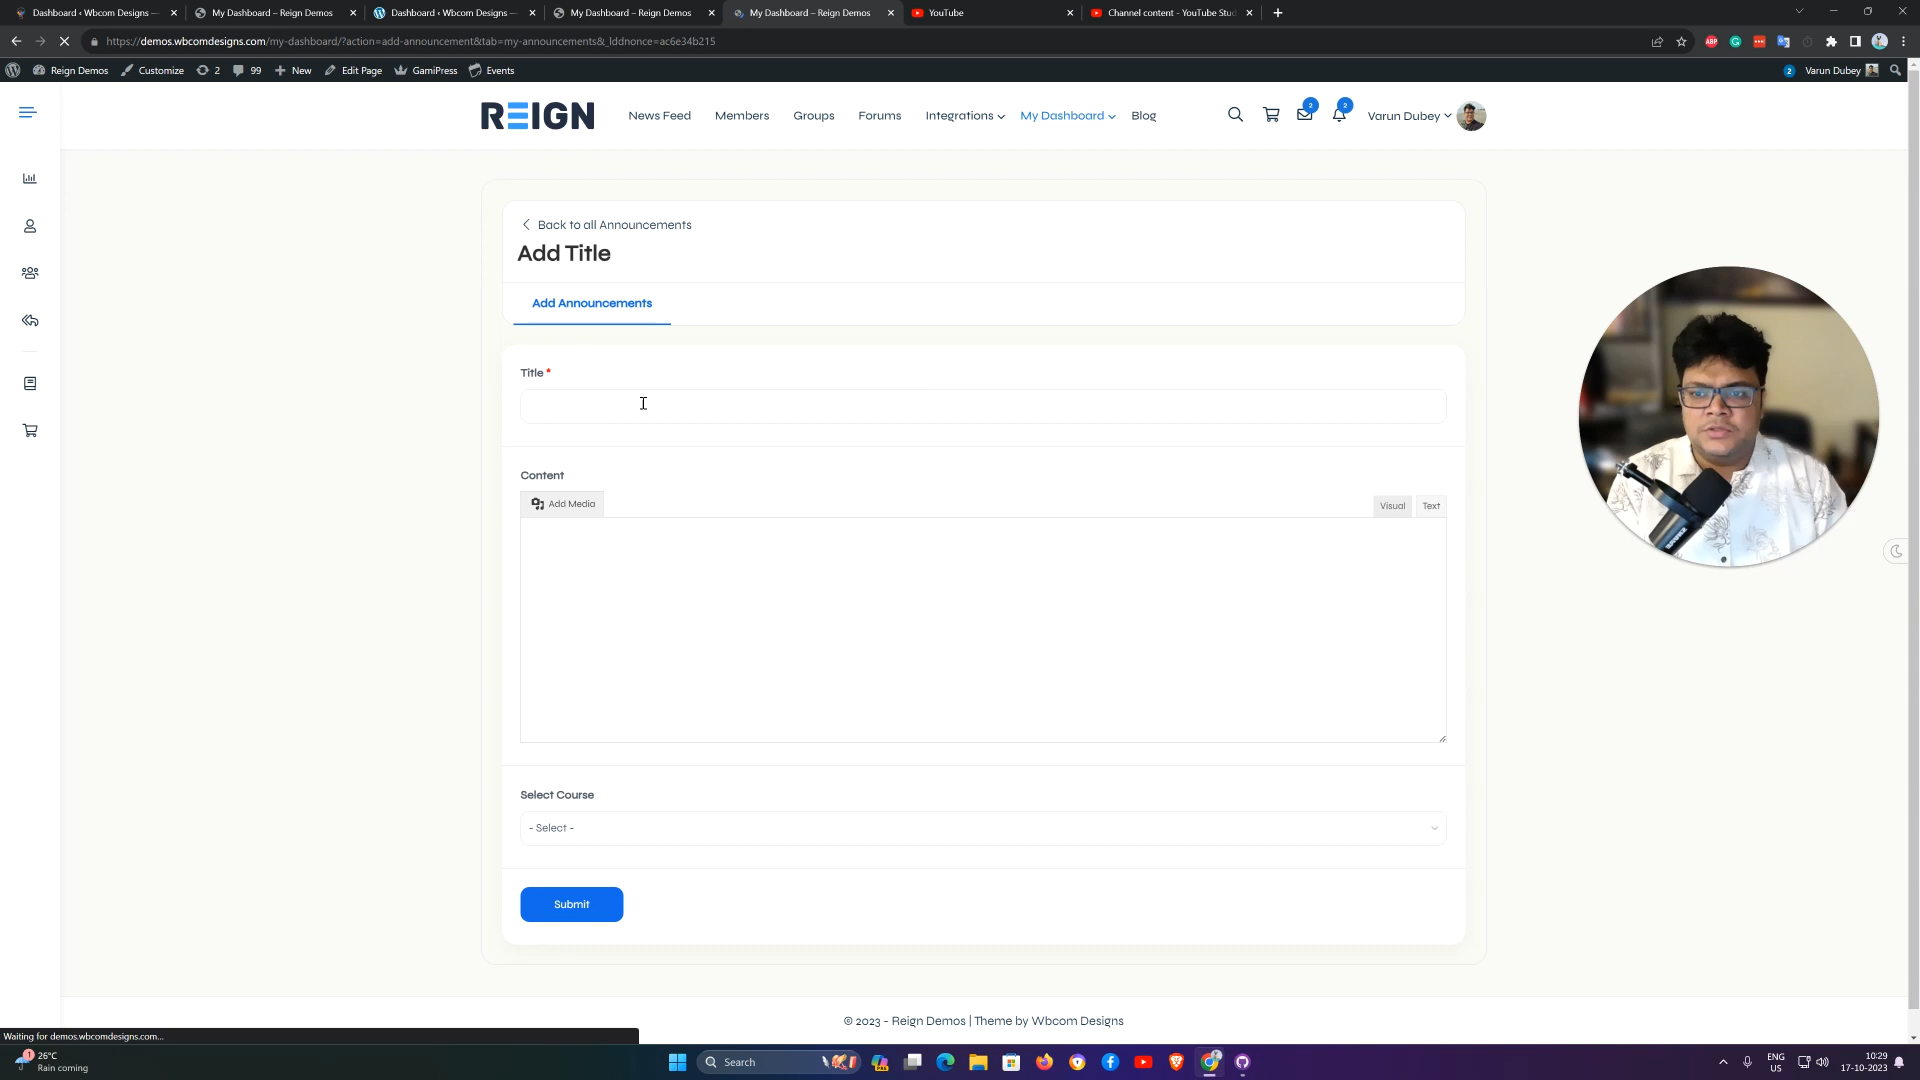 Dashboard ‹ Wbcom Designs —
My Dashboard – Reign Demos
Dashboard ‹ Wbcom Designs —
My Dashboard – Reign Demos
My Dashboard – Reign Demos
YouTube
Channel content - YouTube Stud
https://demos.wbcomdesigns.com/my-dashboard/?action=add-announcement&tab=my-announcements&_lddnonce=ac6e34b215
ABP
Reign Demos
Customize
2
99
New
Edit Page
GamiPress
Events
2
Varun Dubey
REIGN
News Feed
Members
Groups
Forums
Integrations
My Dashboard
Blog
2
2
Varun Dubey
Back to all Announcements
Add Title
Add Announcements
Title *
Content
Add Media
Visual
Text
Select Course
- Select -
Submit
© 2023 - Reign Demos | Theme by Wbcom Designs
Waiting for demos.wbcomdesigns.com...
1
26°C
Rain coming
Search
ENG
US
10:29
17-10-2023